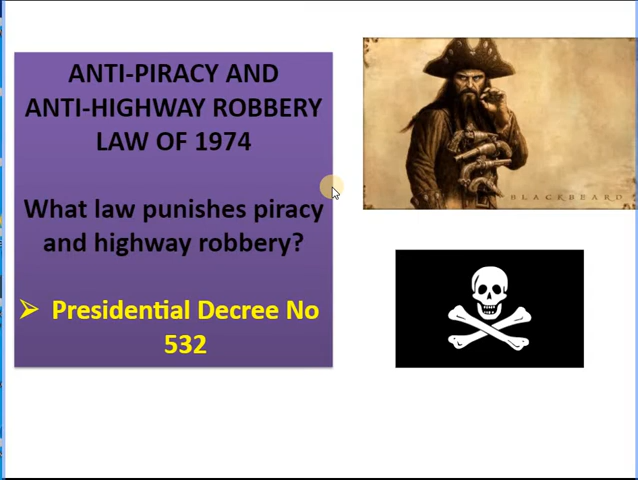 ANTI-PIRACY AND
ANTI-HIGHWAY ROBBERY
LAW OF 1974
What law punishes piracy
and highway robbery?
➢ Presidential Decree No
532
BLACKBEARD